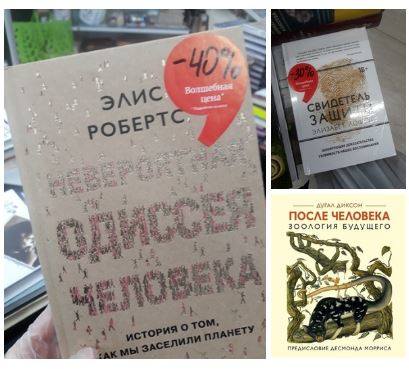 -40%
Волшебная
цена*
ЭЛИС
РОБЕРТС
НЕВЕРОЯТНАЯ
ОДИССЕЯ
ЧЕЛОВЕКА
ИСТОРИЯ О ТОМ,
КАК МЫ ЗАСЕЛИЛИ ПЛАНЕТУ
-30%
СВИДЕТЕЛЬ
ЗАЩИТЫ
ЭЛИЗАБЕТ
ДУГАЛ ДИКСОН
ПОСЛЕ ЧЕЛОВЕКА
ЗООЛОГИЯ БУДУЩЕГО
ПРЕДИСЛОВИЕ ДЕСМОНДА МОРРИСА